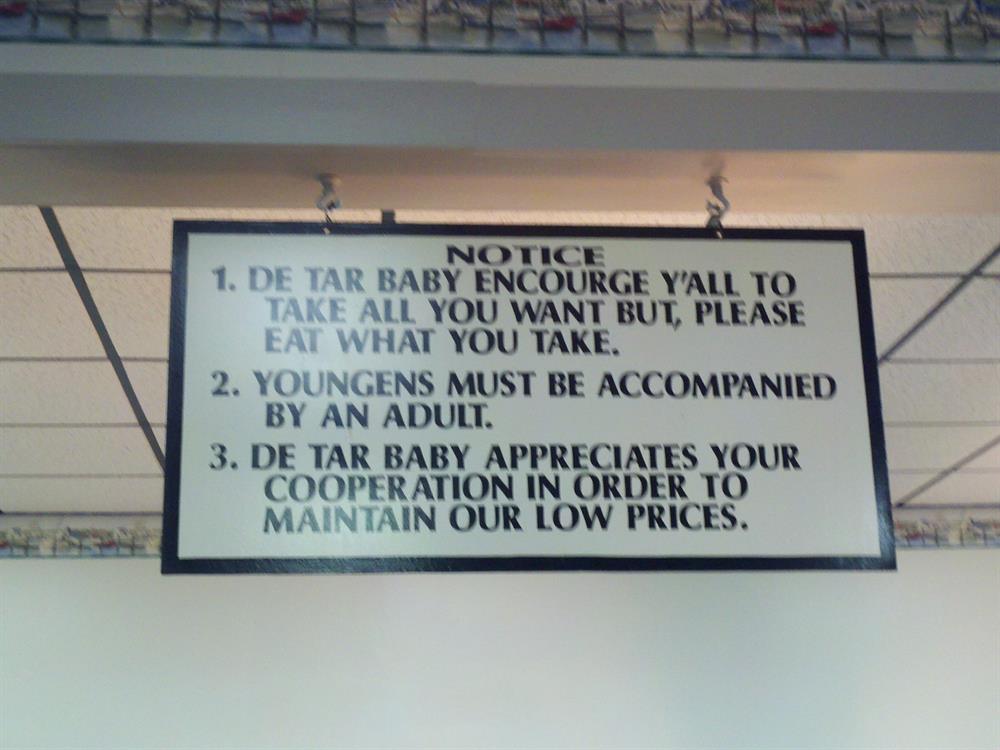 NOTICE
1. DE TAR BABY ENCOURGE Y'ALL TO
TAKE ALL YOU WANT BUT, PLEASE
EAT WHAT YOU TAKE.
2. YOUNGENS MUST BE ACCOMPANIED
BY AN ADULT.
3. DE TAR BABY APPRECIATES YOUR
COOPERATION IN ORDER TO
MAINTAIN OUR LOW PRICES.